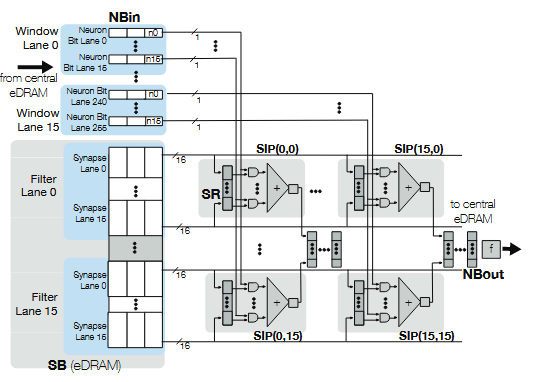 NBin
Window
Lane 0
Neuron
Bit Lane 0
n0
1
Neuron
Bit Lane 15
n15
1
from central
eDRAM
Neuron Bit
Lane 240
n0
1
Window
Lane 15
Neuron Bit
Lane 255
n15
1
Filter
Lane 0
Synapse
Lane 0
16
SIP(0,0)
SIP(15,0)
SR
+
+
Synapse
Lane 15
16
to central
eDRAM
f
NBout
Filter
Lane 15
Synapse
Lane 0
16
+
+
Synapse
Lane 15
16
SIP(0,15)
SIP(15,15)
SB (eDRAM)